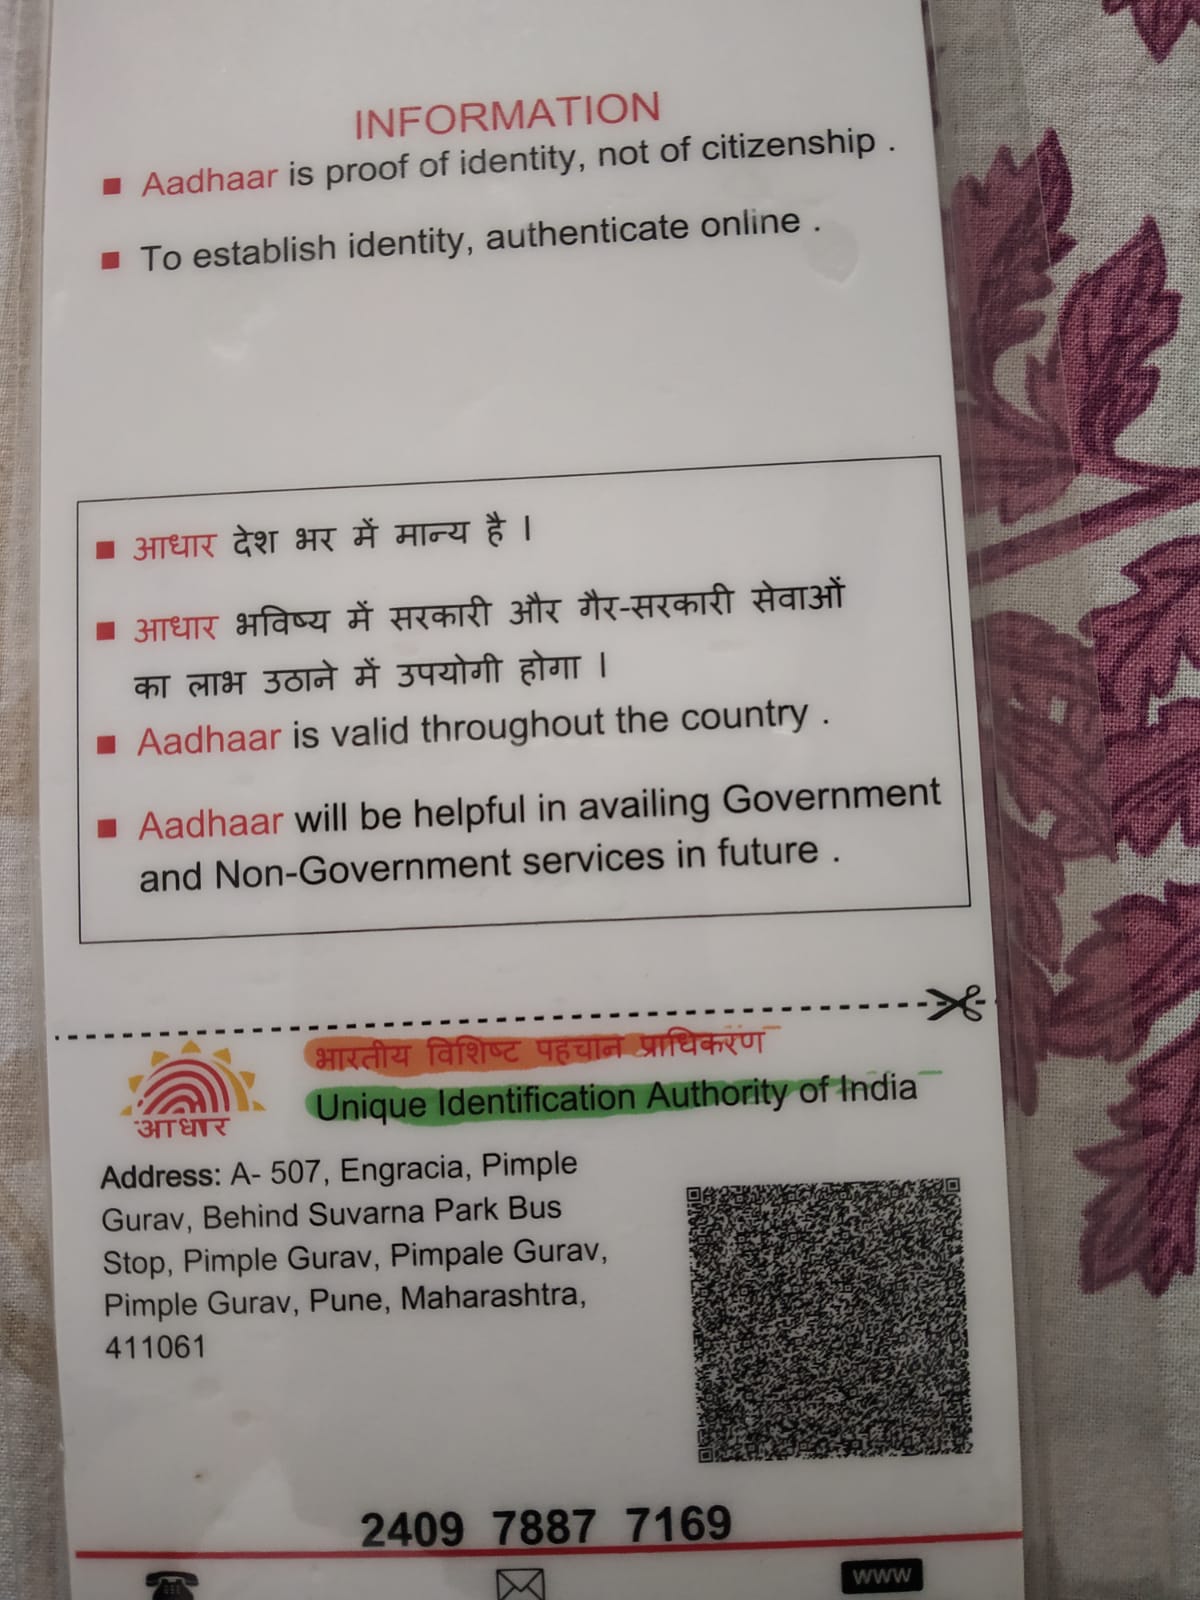 INFORMATION
Aadhaar is proof of identity, not of citizenship .
To establish identity, authenticate online .
आधार देश भर में मान्य है ।
आधार भविष्य में सरकारी और गैर-सरकारी सेवाओं
का लाभ उठाने में उपयोगी होगा ।
Aadhaar is valid throughout the country .
Aadhaar will be helpful in availing Government
and Non-Government services in future .
भारतीय विशिष्ट पहचान प्राधिकरण
Unique Identification Authority of India
आधार
Address: A- 507, Engracia, Pimple
Gurav, Behind Suvarna Park Bus
Stop, Pimple Gurav, Pimpale Gurav,
Pimple Gurav, Pune, Maharashtra,
411061
2409 7887 7169
www